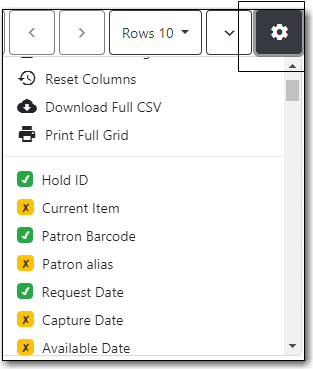 Rows 10
Reset Columns
Download Full CSV
Print Full Grid
Hold ID
x Current Item
Patron Barcode
x Patron alias
Request Date
x Capture Date
x Available Date